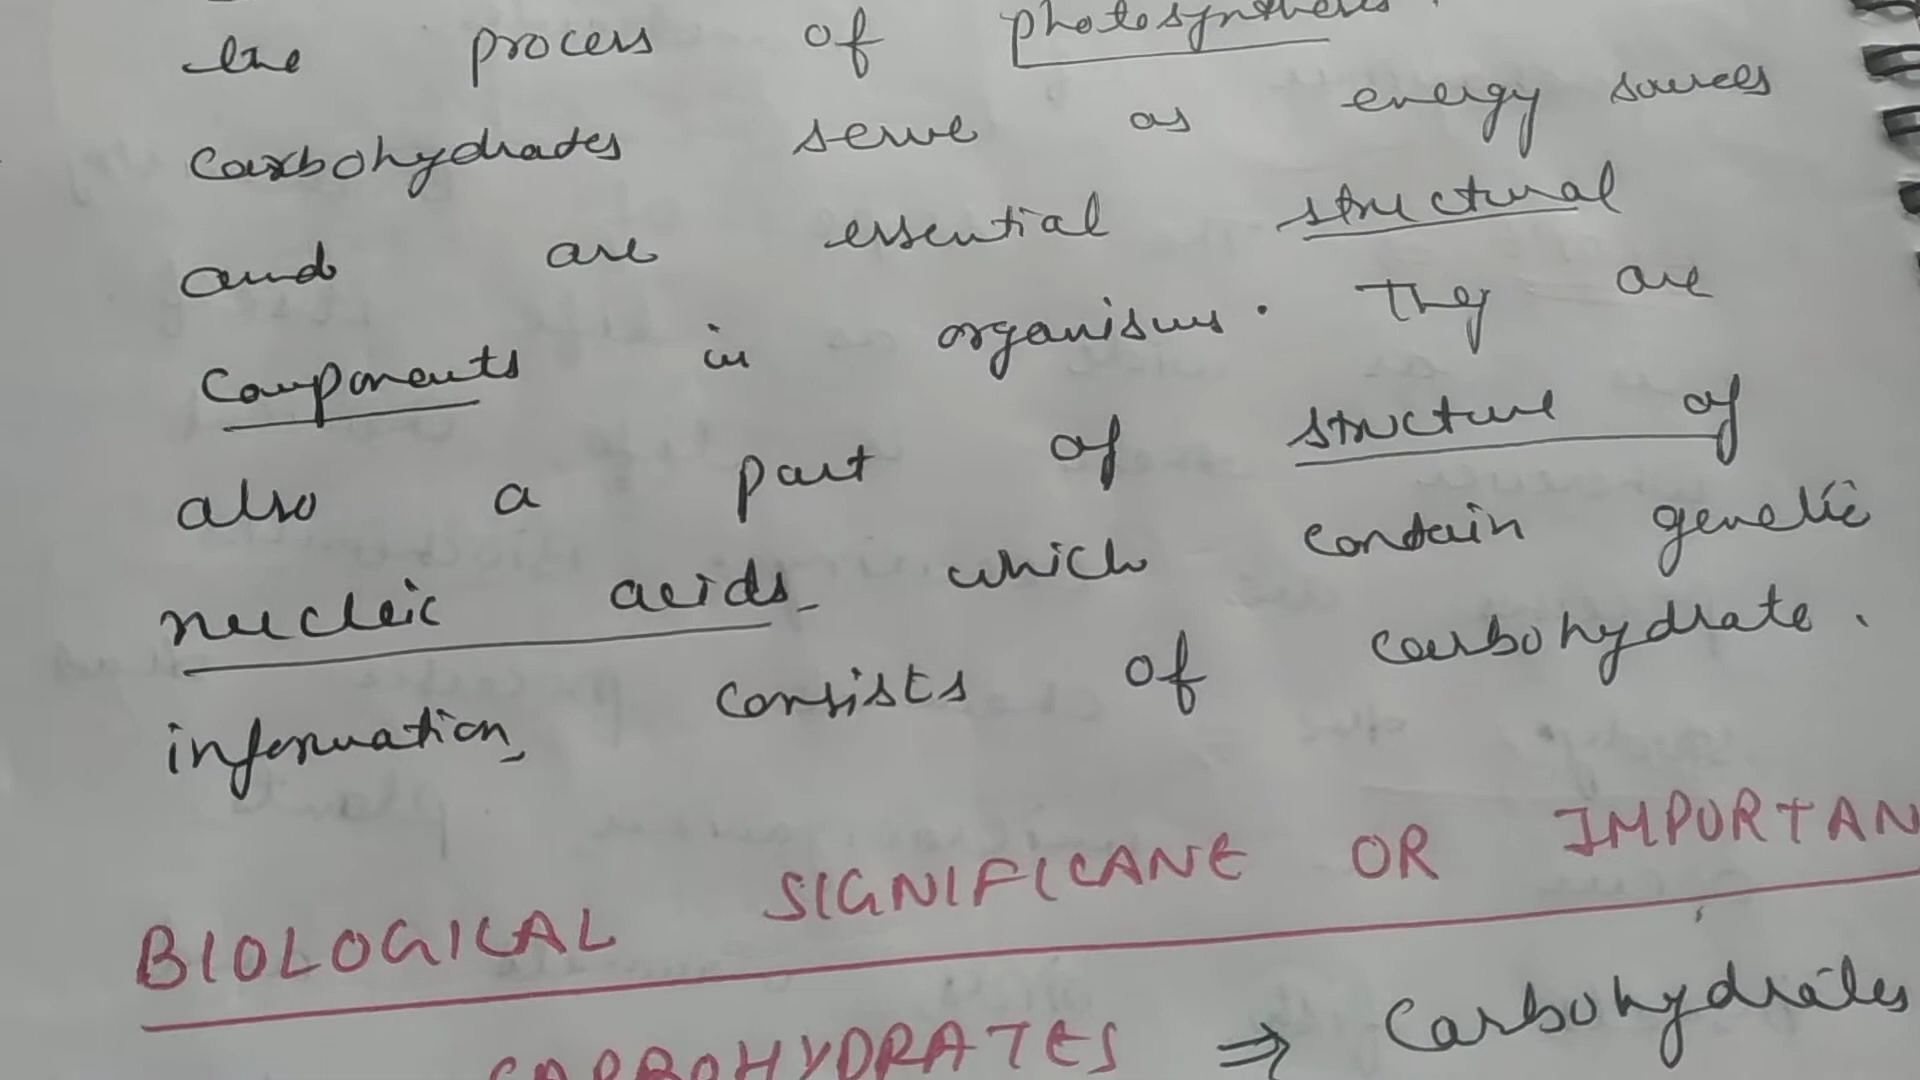 the process of photosynthesis.
Carbohydrates serve as energy sources
and are essential structural
Components in organisms. They are
also a part of structure of
nucleic acids which contain genetic
information, consists of carbohydrate.
BIOLOGICAL SIGNIFICANE OR IMPORTAN
CARBOHYDRATES ⇒ Carbohydrates